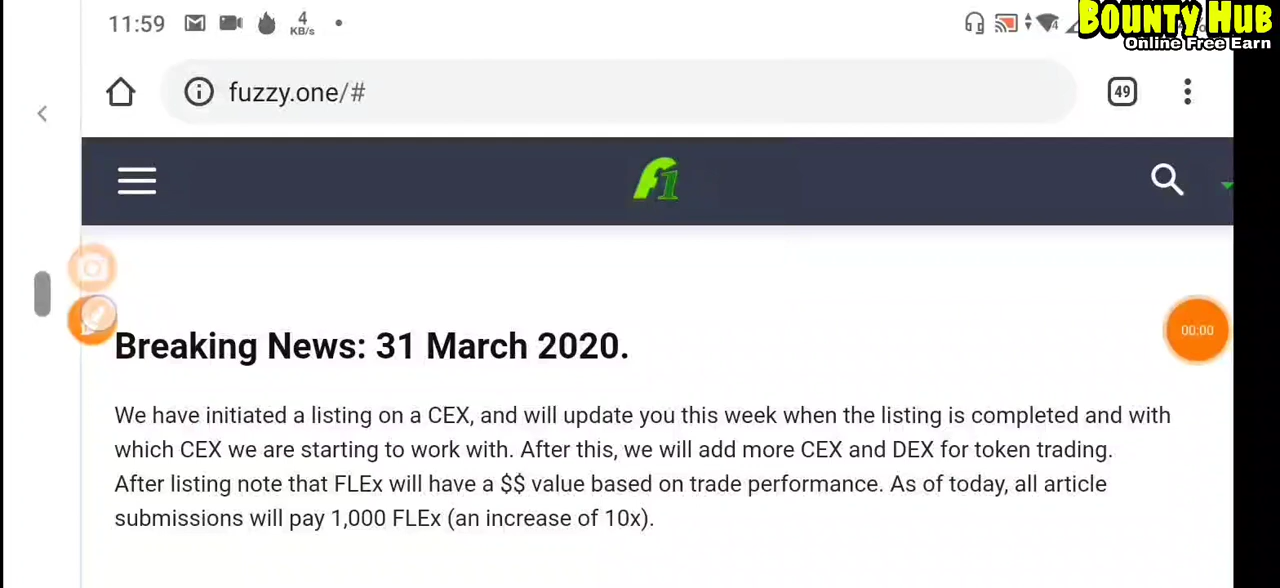 11:59 4 KB/s
BOUNTY HUB
Online Free Earn
fuzzy.one/# 49
F1
Breaking News: 31 March 2020.
00:00
We have initiated a listing on a CEX, and will update you this week when the listing is completed and with
which CEX we are starting to work with. After this, we will add more CEX and DEX for token trading.
After listing note that FLEx will have a $$ value based on trade performance. As of today, all article
submissions will pay 1,000 FLEx (an increase of 10x).